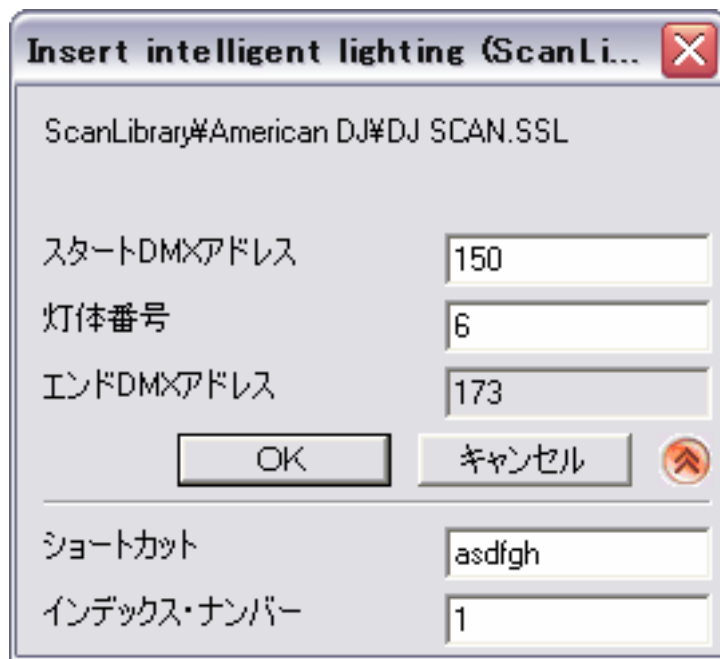 Insert intelligent lighting (ScanLi...
ScanLibrary¥American DJ¥DJ SCAN.SSL
スタートDMXアドレス 150
灯体番号 6
エンドDMXアドレス 173
OK キャンセル
ショートカット asdfgh
インデックス・ナンバー 1